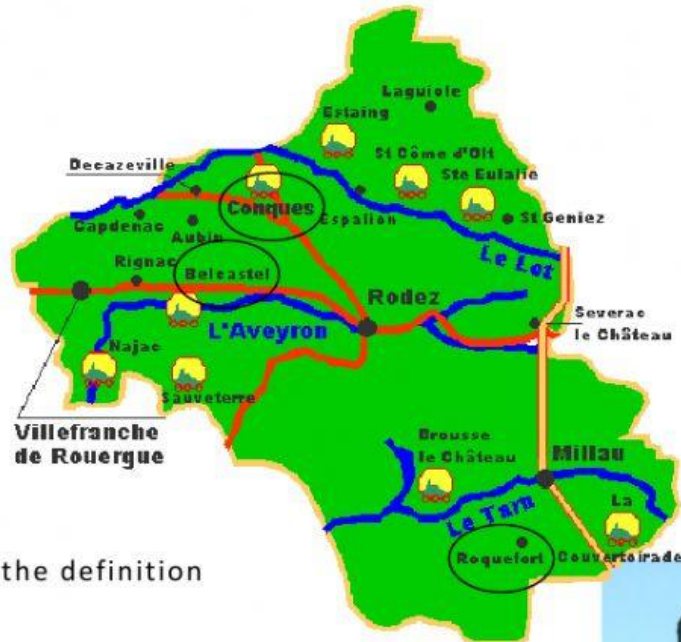 Laguiole
Estaing
St Côme d'Olt
Decazeville
Ste Eulalie
Conques
Espalion
St Geniez
Capdenac
Aubin
Le Lot
Rignac
Belcastel
Rodez
Severac
le Château
L'Aveyron
Najac
Sauveterre
Villefranche
de Rouergue
Brousse
le Château
Millau
La
Couvertoirade
Le Tarn
Roquefort
the definition